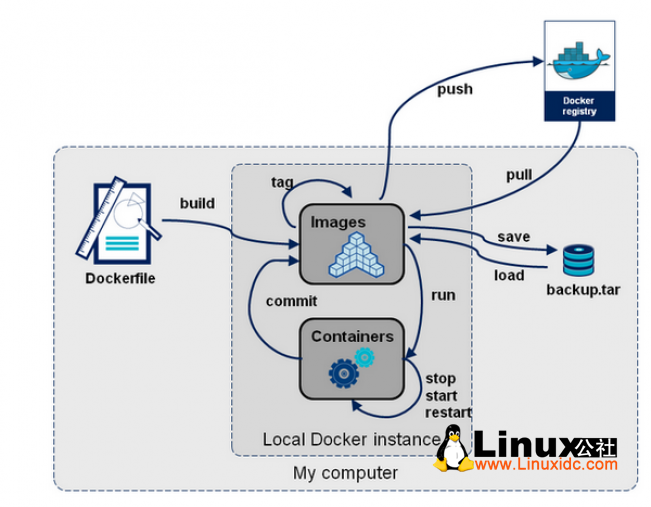 push
Docker
registry
tag
pull
build
Images
save
Dockerfile
load
backup.tar
commit
run
Containers
stop
start
restart
Local Docker instance
Linux公社
www.Linuxidc.com
My computer